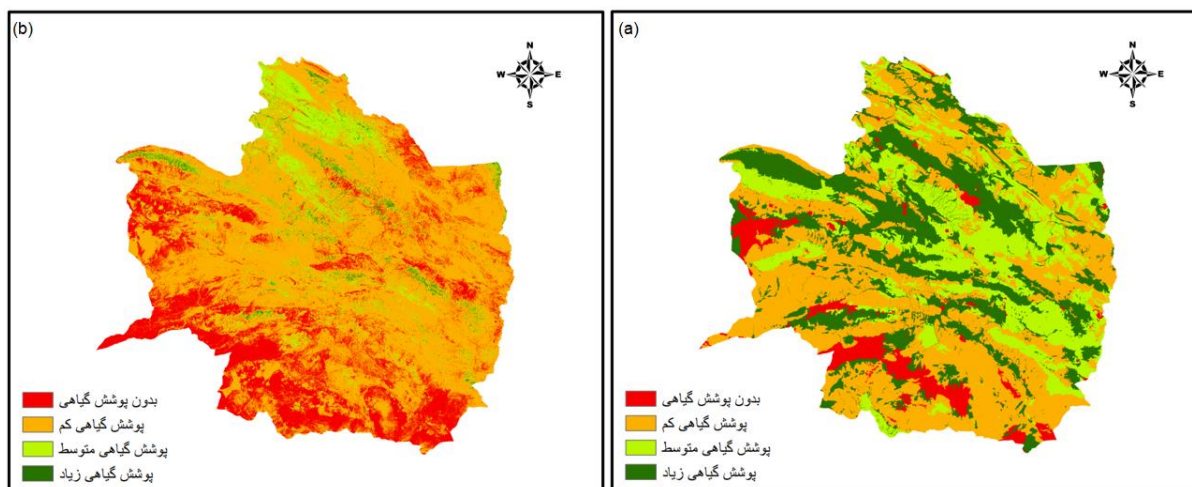 (b)
N
W E
S
بدون پوشش گیاهی
پوشش گیاهی کم
پوشش گیاهی متوسط
پوشش گیاهی زیاد
(a)
N
W E
S
بدون پوشش گیاهی
پوشش گیاهی کم
پوشش گیاهی متوسط
پوشش گیاهی زیاد